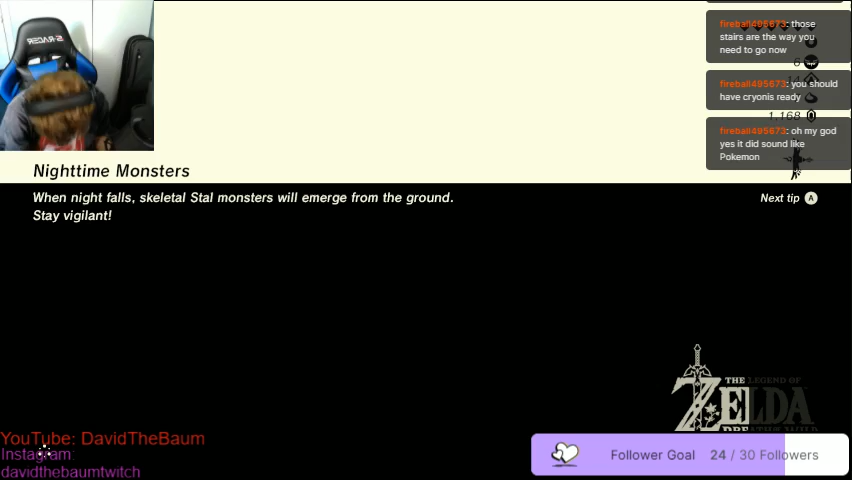 fireball495673: those
stairs are the way you
need to go now
fireball495673: you should
have cryonis ready
1,168
fireball495673: oh my god
yes it did sound like
Pokemon
Nighttime Monsters
When night falls, skeletal Stal monsters will emerge from the ground.
Stay vigilant!
Next tip A
THE LEGEND OF
ZELDA
YouTube: DavidTheBaum
Instagram:
davidthebaumtwitch
Follower Goal 24 / 30 Followers